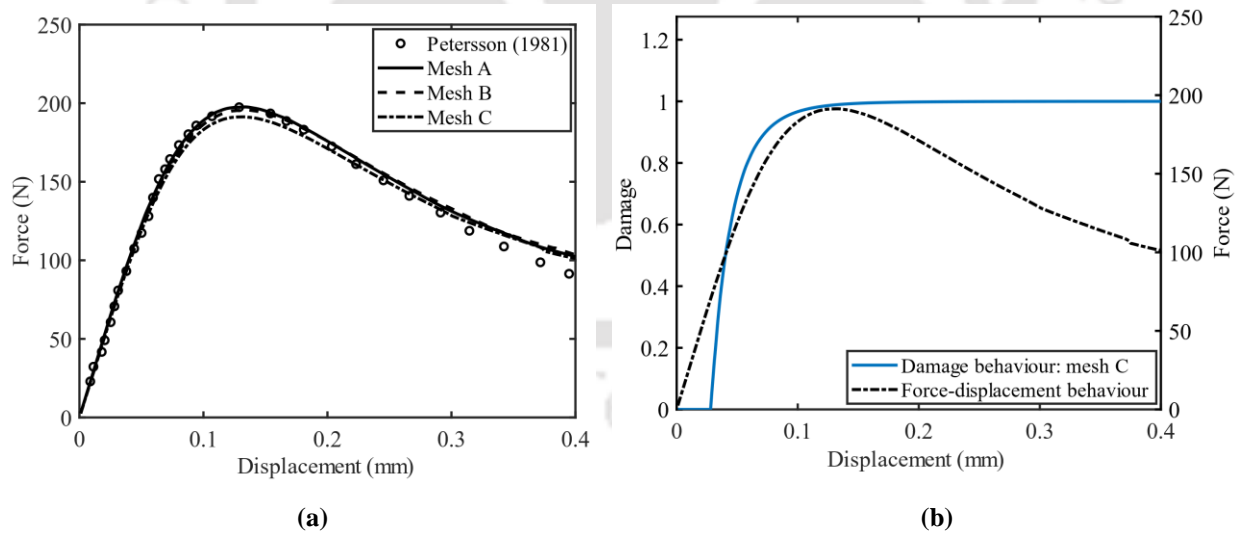 250
200
150
100
50
0
Force (N)
0
0.1
0.2
0.3
0.4
Displacement (mm)
Petersson (1981)
Mesh A
Mesh B
Mesh C
(a)
1.2
1
0.8
0.6
0.4
0.2
0
Damage
250
200
150
100
50
0
Force (N)
0
0.1
0.2
0.3
0.4
Displacement (mm)
Damage behaviour: mesh C
Force-displacement behaviour
(b)